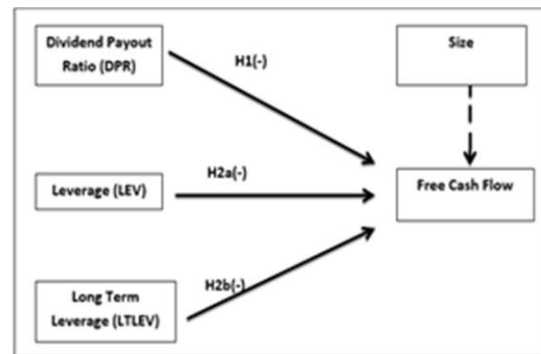 Dividend Payout
Ratio (DPR)
H1(-)
Size
Leverage (LEV)
H2a(-)
Free Cash Flow
H2b(-)
Long Term
Leverage (LTLEV)